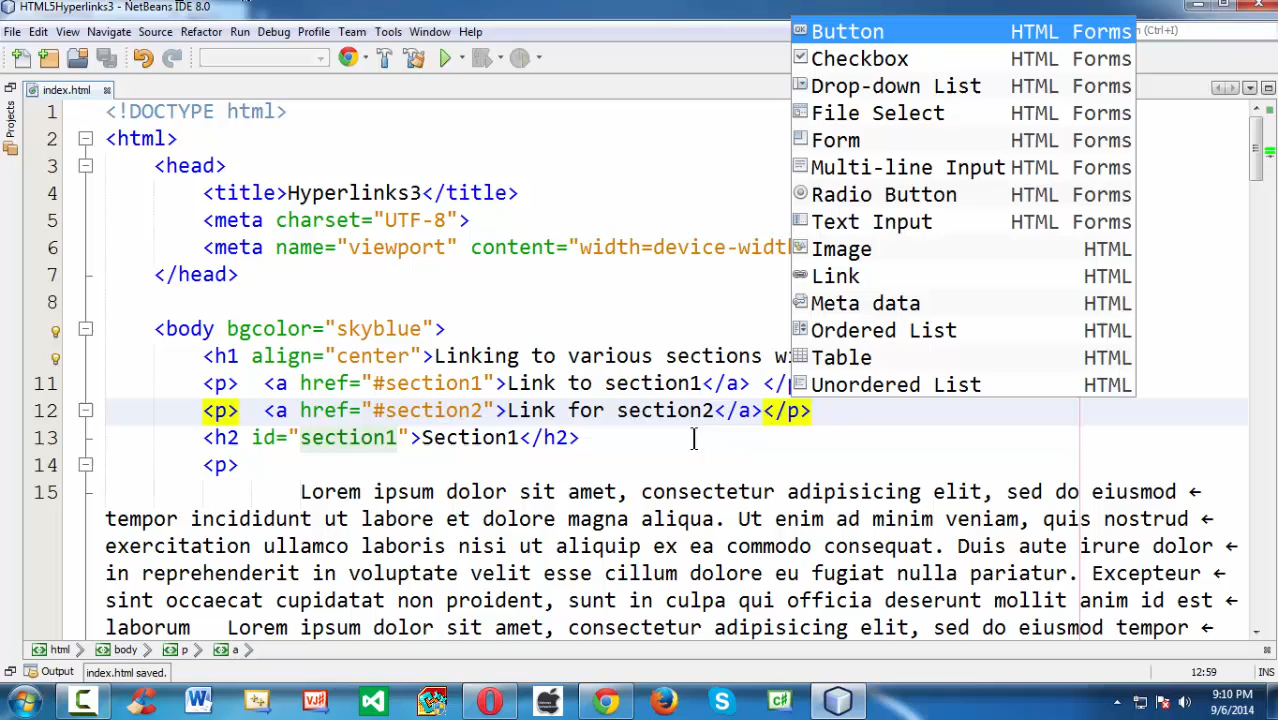 HTML5Hyperlinks3 - NetBeans IDE 8.0
File Edit View Navigate Source Refactor Run Debug Profile Team Tools Window Help
Ctrl+I)
index.html
Projects
1 <!DOCTYPE html>
2 <html>
3 <head>
4 <title>Hyperlinks3</title>
5 <meta charset="UTF-8">
6 <meta name="viewport" content="width=device-width
7 </head>
8
<body bgcolor="skyblue">
<h1 align="center">Linking to various sections wi
11 <p> <a href="#section1">Link to section1</a> </p
12 <p> <a href="#section2">Link for section2</a></p>
13 <h2 id="section1">Section1</h2>
14 <p>
15 Lorem ipsum dolor sit amet, consectetur adipisicing elit, sed do eiusmod ←
tempor incididunt ut labore et dolore magna aliqua. Ut enim ad minim veniam, quis nostrud ←
exercitation ullamco laboris nisi ut aliquip ex ea commodo consequat. Duis aute irure dolor ←
in reprehenderit in voluptate velit esse cillum dolore eu fugiat nulla pariatur. Excepteur ←
sint occaecat cupidatat non proident, sunt in culpa qui officia deserunt mollit anim id est ←
laborum Lorem ipsum dolor sit amet, consectetur adipisicing elit, sed do eiusmod tempor ←
Button HTML Forms
Checkbox HTML Forms
Drop-down List HTML Forms
File Select HTML Forms
Form HTML Forms
Multi-line Input HTML Forms
Radio Button HTML Forms
Text Input HTML Forms
Image HTML
Link HTML
Meta data HTML
Ordered List HTML
Table HTML
Unordered List HTML
html body p a
Output index.html saved. 12:59 INS
9:10 PM
9/6/2014